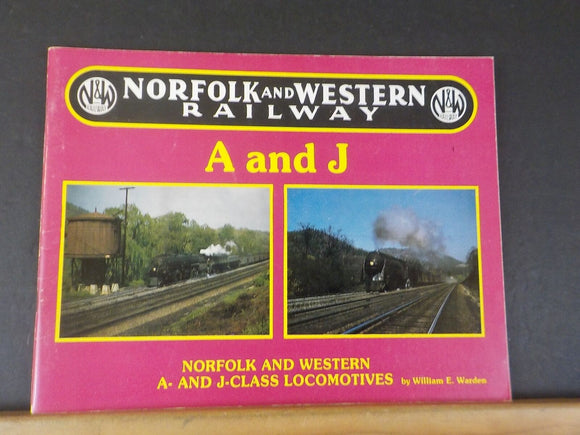 NORFOLK AND WESTERN
RAILWAY
N&W
N&W
A and J
NORFOLK AND WESTERN
A- AND J-CLASS LOCOMOTIVES by William E. Warden